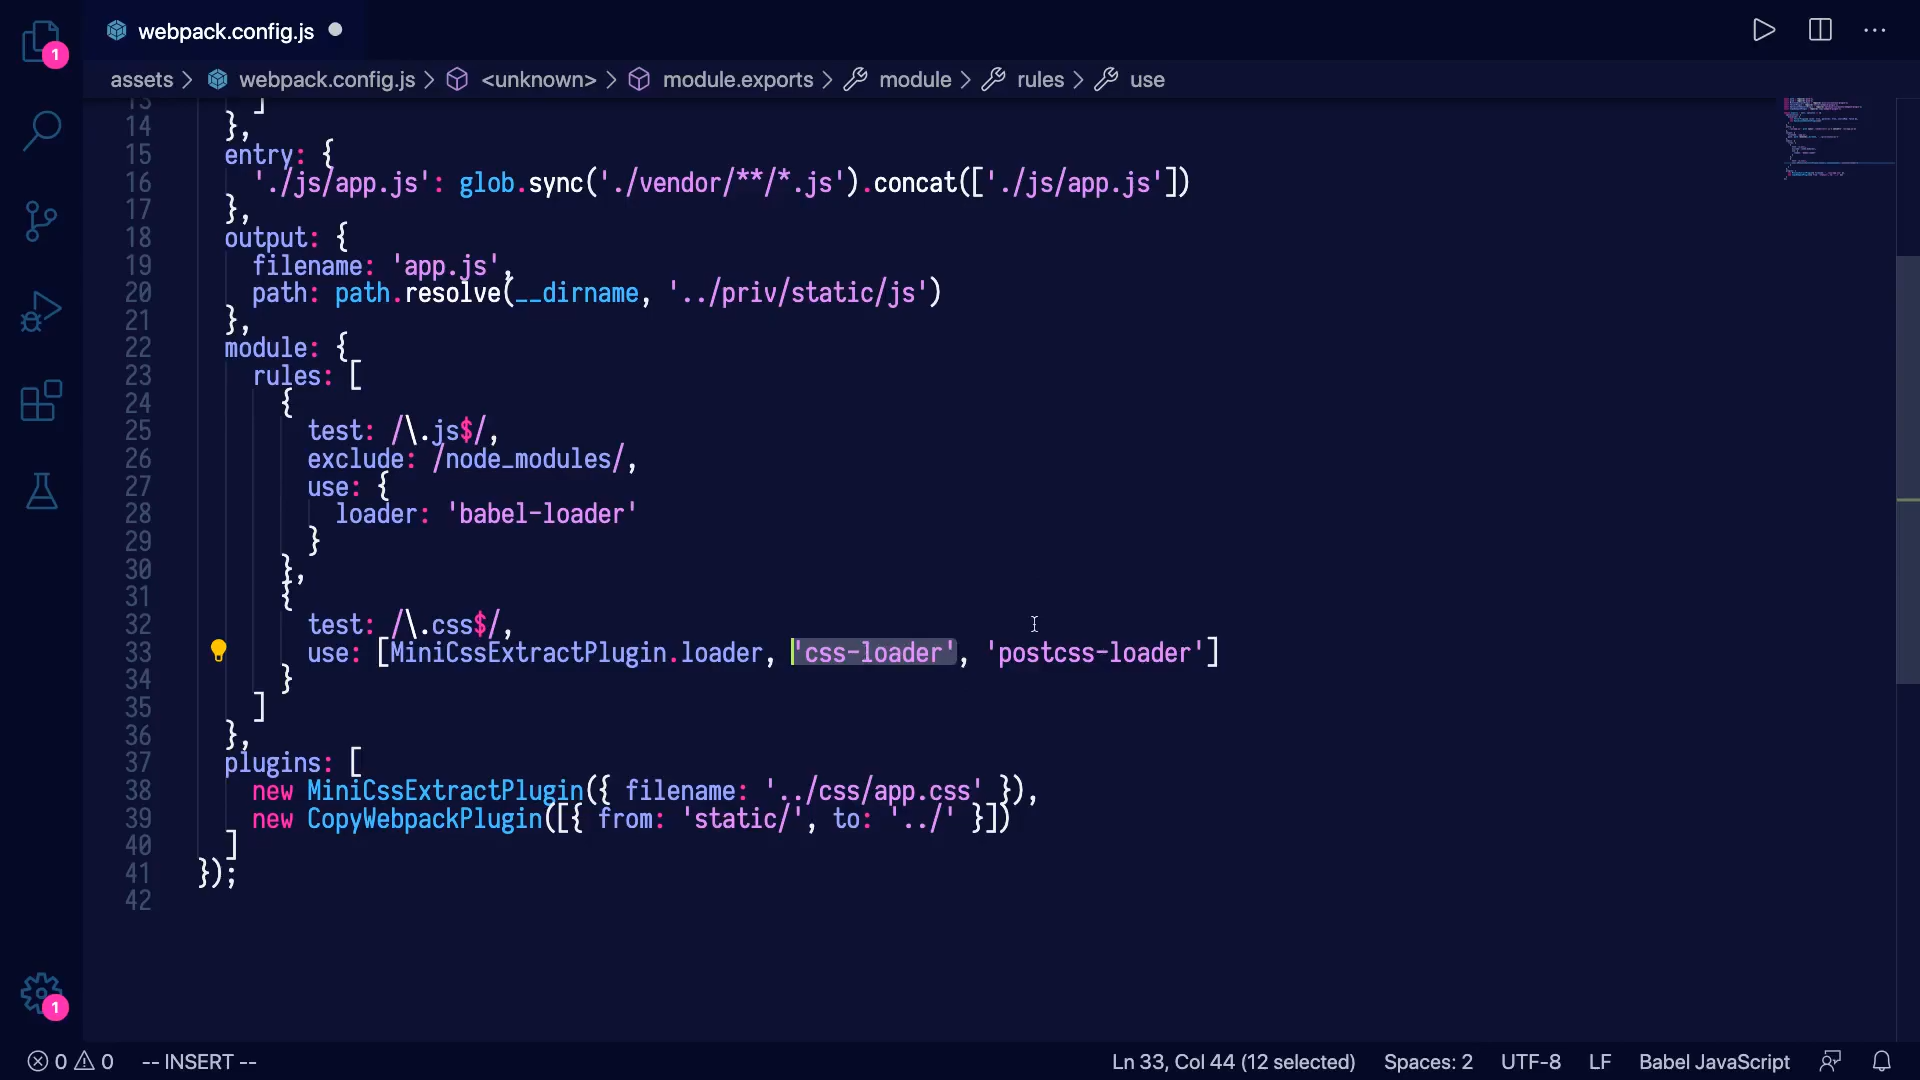 1
webpack.config.js
assets > webpack.config.js > <unknown> > module.exports > module > rules > use
13 ]
14 },
15 entry: {
16 './js/app.js': glob.sync('./vendor/**/*.js').concat(['./js/app.js'])
17 },
18 output: {
19 filename: 'app.js',
20 path: path.resolve(__dirname, '../priv/static/js')
21 },
22 module: {
23 rules: [
24 {
25 test: /\.js$/,
26 exclude: /node_modules/,
27 use: {
28 loader: 'babel-loader'
29 }
30 },
31 {
32 test: /\.css$/,
33 use: [MiniCssExtractPlugin.loader, 'css-loader', 'postcss-loader']
34 }
35 ]
36 },
37 plugins: [
38 new MiniCssExtractPlugin({ filename: '../css/app.css' }),
39 new CopyWebpackPlugin([{ from: 'static/', to: '../' }])
40 ]
41 });
42
1
0 0 -- INSERT -- Ln 33, Col 44 (12 selected) Spaces: 2 UTF-8 LF Babel JavaScript